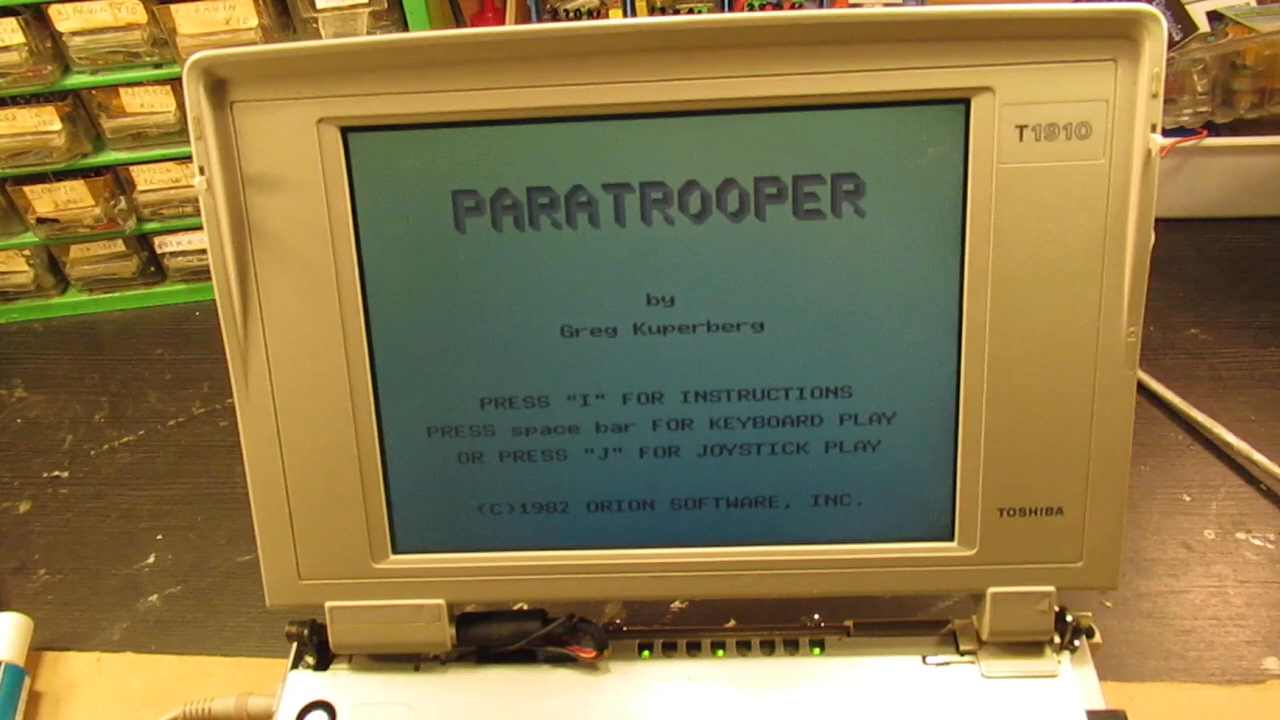 T1910
PARATROOPER
by
Greg Kuperberg
PRESS "I" FOR INSTRUCTIONS
PRESS space bar FOR KEYBOARD PLAY
OR PRESS "J" FOR JOYSTICK PLAY
(C)1982 ORION SOFTWARE, INC.
TOSHIBA